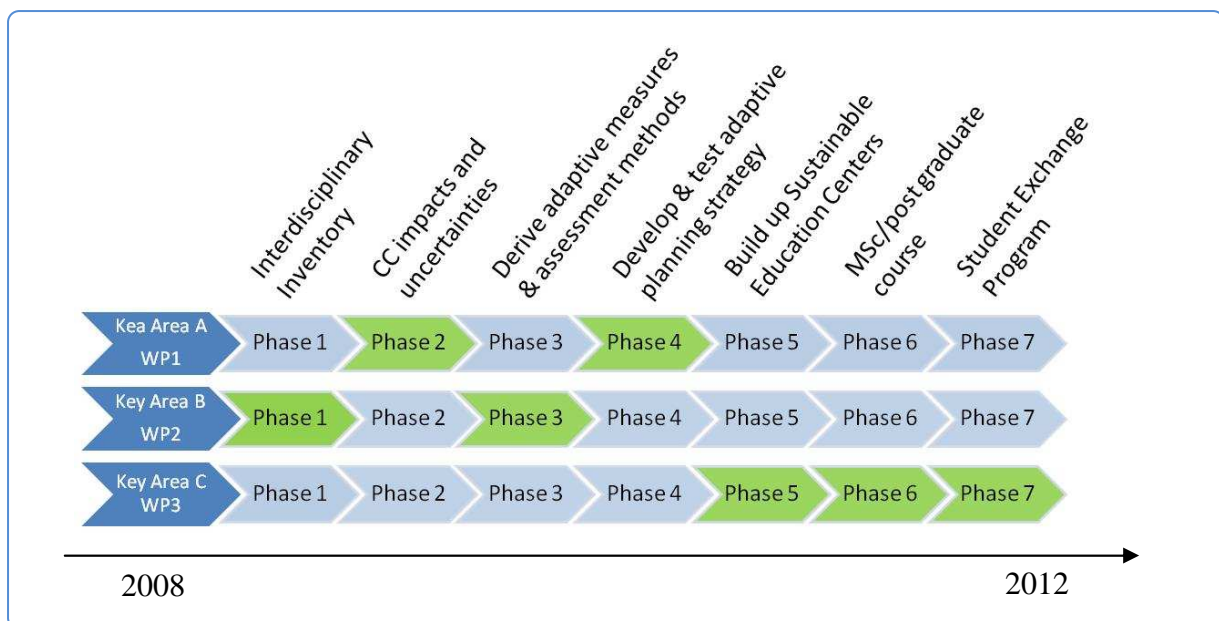 Interdisciplinary
Inventory
CC impacts and
uncertainties
Derive adaptive measures
& assessment methods
Develop & test adaptive
planning strategy
Build up Sustainable
Education Centers
MSc/post graduate
course
Student Exchange
Program
Kea Area A
WP1
Phase 1
Phase 2
Phase 3
Phase 4
Phase 5
Phase 6
Phase 7
Key Area B
WP2
Phase 1
Phase 2
Phase 3
Phase 4
Phase 5
Phase 6
Phase 7
Key Area C
WP3
Phase 1
Phase 2
Phase 3
Phase 4
Phase 5
Phase 6
Phase 7
2008
2012